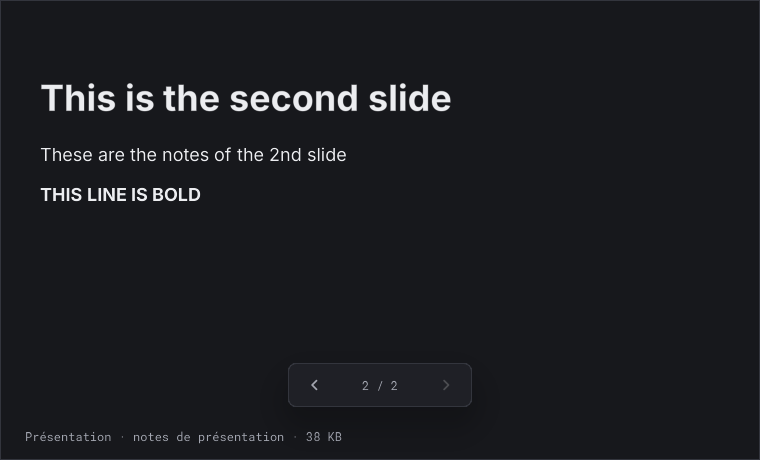 This is the second slide
These are the notes of the 2nd slide
THIS LINE IS BOLD
2 / 2
Présentation · notes de présentation · 38 KB